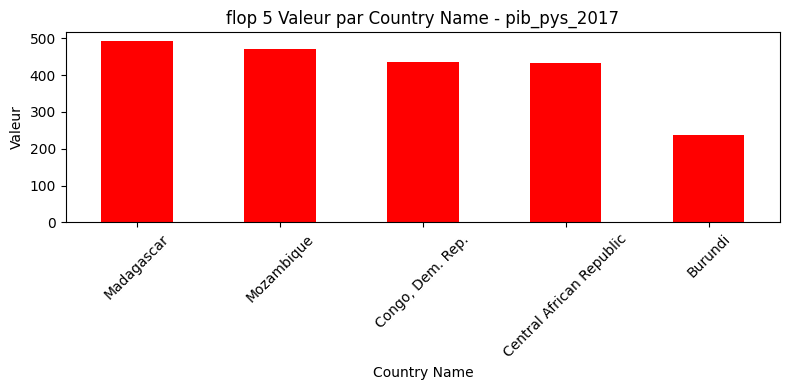 flop 5 Valeur par Country Name - pib_pys_2017
Valeur
500
400
300
200
100
0
Madagascar
Mozambique
Congo, Dem. Rep.
Central African Republic
Burundi
Country Name